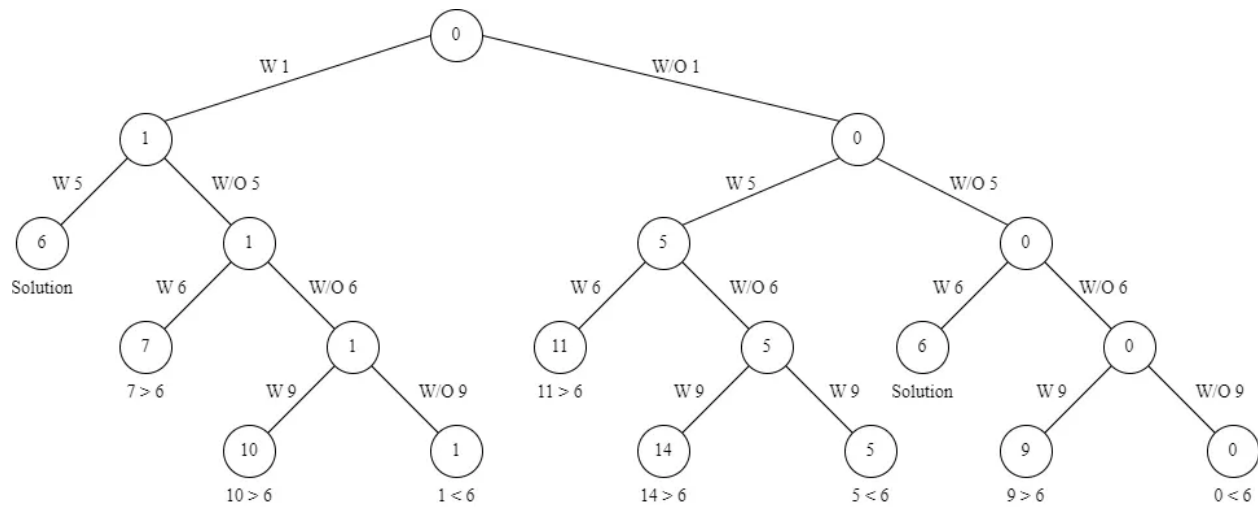 0
W 1
W/O 1
1
0
W 5
W/O 5
W 5
W/O 5
6
1
5
0
Solution
W 6
W/O 6
W 6
W/O 6
W 6
W/O 6
7
1
11
5
6
0
7 > 6
W 9
W/O 9
11 > 6
W 9
W 9
Solution
W 9
W/O 9
10
1
14
5
9
0
10 > 6
1 < 6
14 > 6
5 < 6
9 > 6
0 < 6